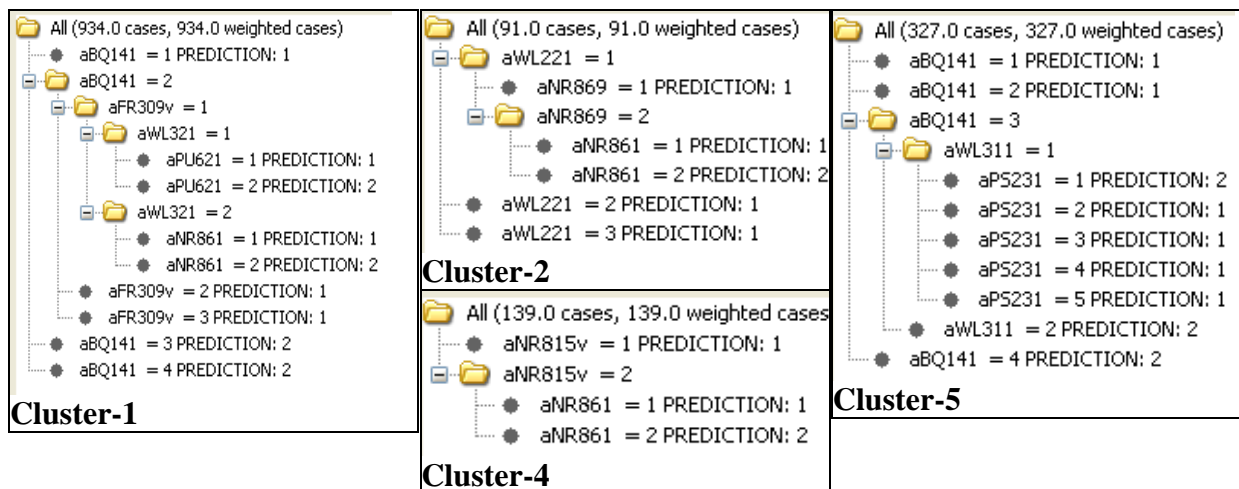 All (934.0 cases, 934.0 weighted cases)
aBQ141 = 1 PREDICTION: 1
aBQ141 = 2
aFR309v = 1
aWL321 = 1
aPU621 = 1 PREDICTION: 1
aPU621 = 2 PREDICTION: 2
aWL321 = 2
aNR861 = 1 PREDICTION: 1
aNR861 = 2 PREDICTION: 2
aFR309v = 2 PREDICTION: 1
aFR309v = 3 PREDICTION: 1
aBQ141 = 3 PREDICTION: 2
aBQ141 = 4 PREDICTION: 2
Cluster-1
All (91.0 cases, 91.0 weighted cases)
aWL221 = 1
aNR869 = 1 PREDICTION: 1
aNR869 = 2
aNR861 = 1 PREDICTION: 1
aNR861 = 2 PREDICTION: 2
aWL221 = 2 PREDICTION: 1
aWL221 = 3 PREDICTION: 1
Cluster-2
All (139.0 cases, 139.0 weighted cases
aNR815v = 1 PREDICTION: 1
aNR815v = 2
aNR861 = 1 PREDICTION: 1
aNR861 = 2 PREDICTION: 2
Cluster-4
All (327.0 cases, 327.0 weighted cases)
aBQ141 = 1 PREDICTION: 1
aBQ141 = 2 PREDICTION: 1
aBQ141 = 3
aWL311 = 1
aPS231 = 1 PREDICTION: 2
aPS231 = 2 PREDICTION: 1
aPS231 = 3 PREDICTION: 1
aPS231 = 4 PREDICTION: 1
aPS231 = 5 PREDICTION: 1
aWL311 = 2 PREDICTION: 2
aBQ141 = 4 PREDICTION: 2
Cluster-5